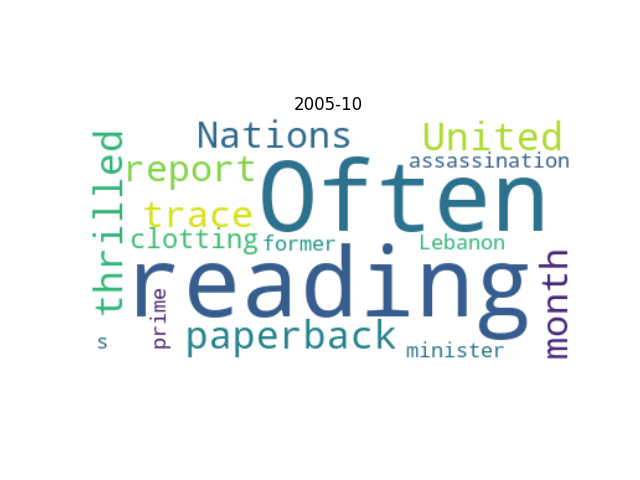 2005-10
Nations United
thrilled report Often assassination
trace
clotting former Lebanon
reading month
prime
s paperback minister